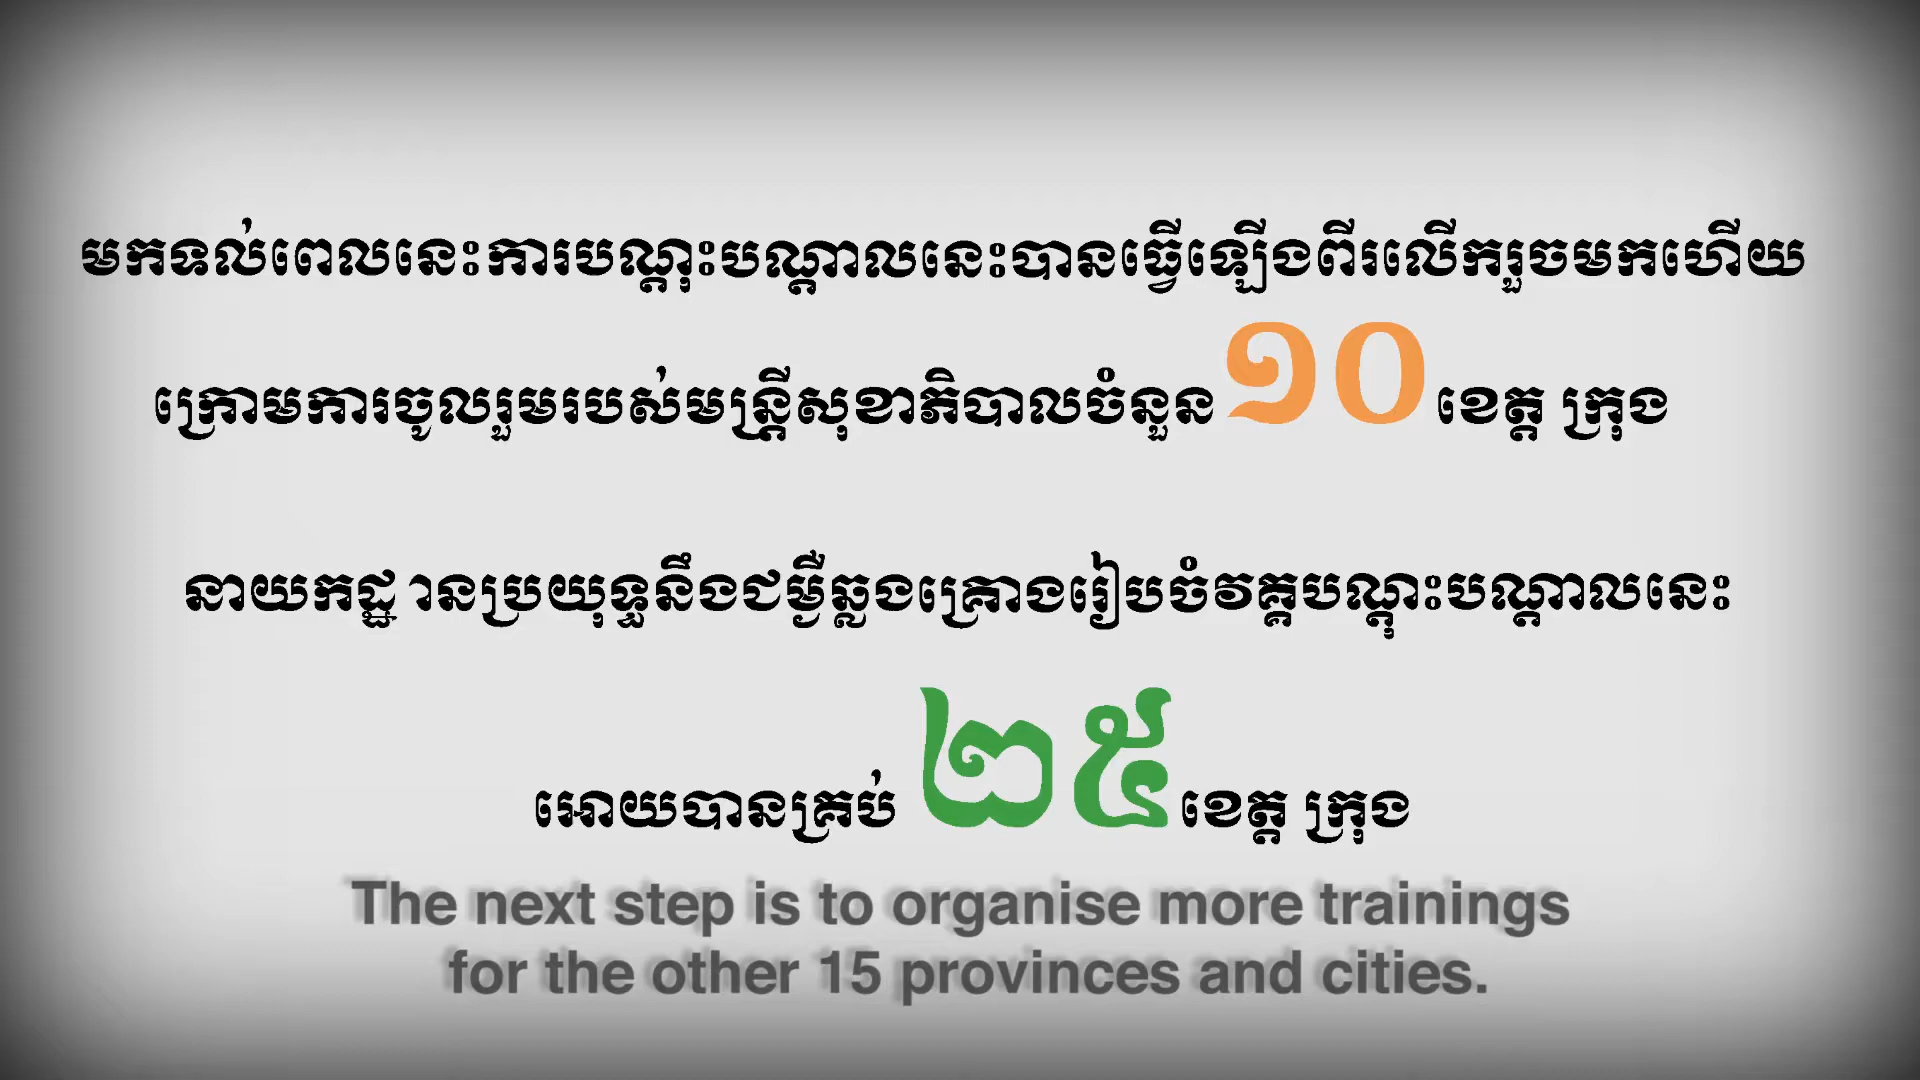 មកទល់ពេលនេះការបណ្តុះបណ្តាលនេះបានធ្វើឡើងពីរលើករួចមកហើយ
ក្រោមការចូលរួមរបស់មន្ត្រីសុខាភិបាលចំនួន ១០ ខេត្ត ក្រុង
នាយកដ្ឋានប្រយុទ្ធនឹងជម្ងឺឆ្លងគ្រោងរៀបចំវគ្គបណ្តុះបណ្តាលនេះ
អោយបានគ្រប់ ២៥ ខេត្ត ក្រុង
The next step is to organise more trainings
for the other 15 provinces and cities.